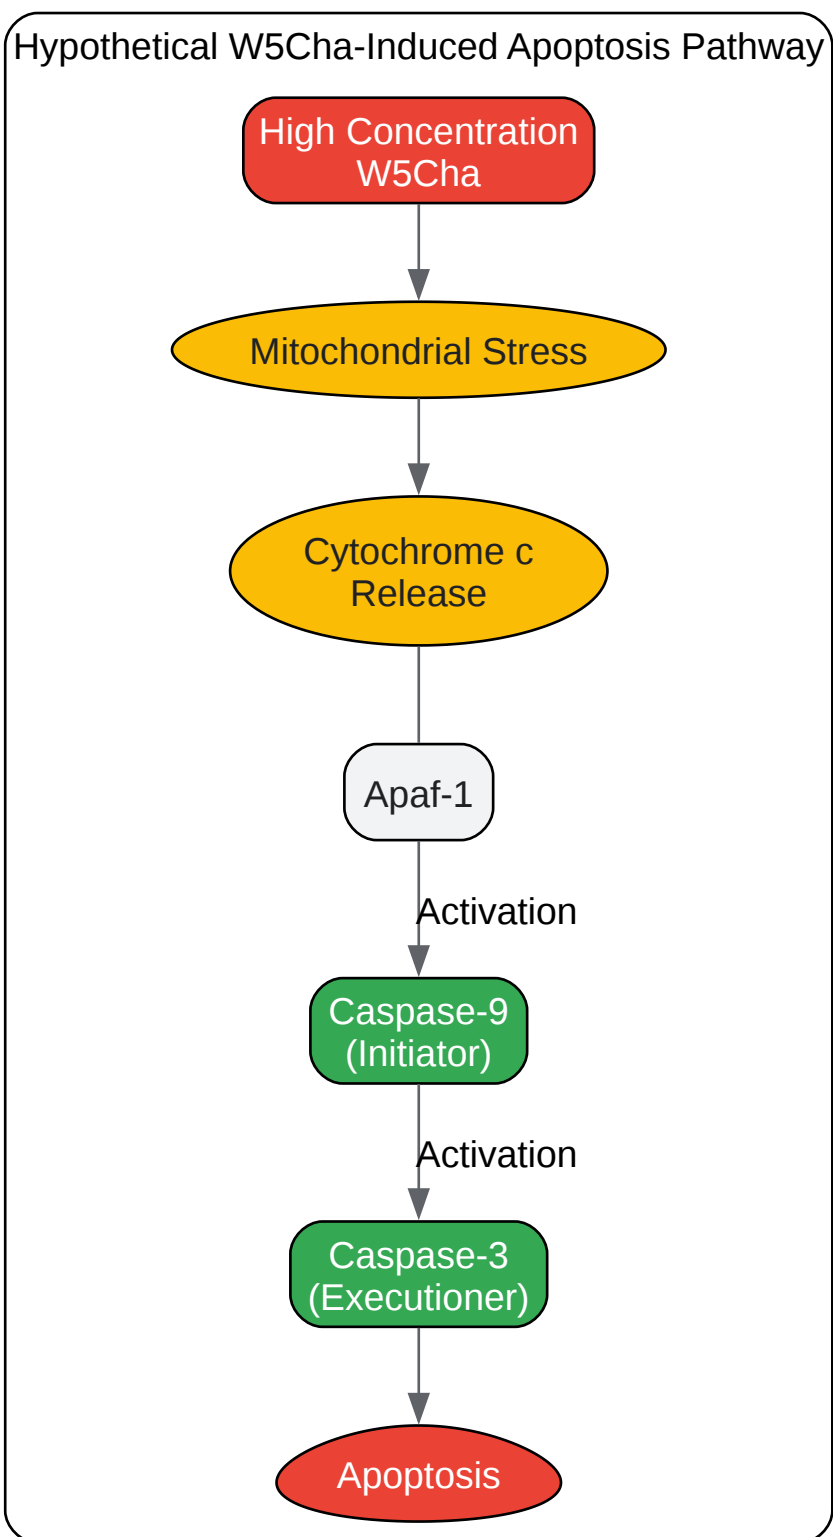 Hypothetical W5Cha-Induced Apoptosis Pathway
High Concentration
W5Cha
Mitochondrial Stress
Cytochrome c
Release
Apaf-1
Activation
Caspase-9
(Initiator)
Activation
Caspase-3
(Executioner)
Apoptosis